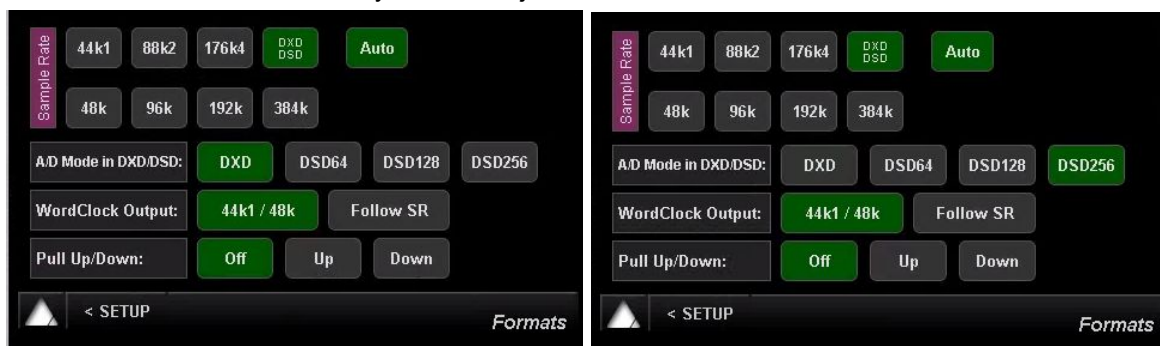 Sample Rate
44k1 88k2 176k4 DXD DSD Auto
48k 96k 192k 384k
A/D Mode in DXD/DSD: DXD DSD64 DSD128 DSD256
WordClock Output: 44k1 / 48k Follow SR
Pull Up/Down: Off Up Down
< SETUP
Formats
Sample Rate
44k1 88k2 176k4 DXD DSD Auto
48k 96k 192k 384k
A/D Mode in DXD/DSD: DXD DSD64 DSD128 DSD256
WordClock Output: 44k1 / 48k Follow SR
Pull Up/Down: Off Up Down
< SETUP
Formats